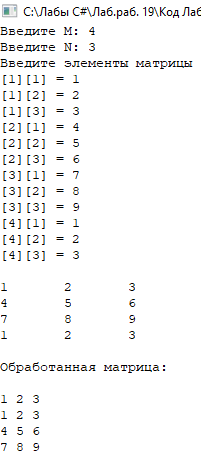 C:\Лабы C#\Лаб.раб. 19\Код Лаб
Введите M: 4
Введите N: 3
Введите элементы матрицы
[1][1] = 1
[1][2] = 2
[1][3] = 3
[2][1] = 4
[2][2] = 5
[2][3] = 6
[3][1] = 7
[3][2] = 8
[3][3] = 9
[4][1] = 1
[4][2] = 2
[4][3] = 3
1 2 3
4 5 6
7 8 9
1 2 3
Обработанная матрица:
1 2 3
1 2 3
4 5 6
7 8 9